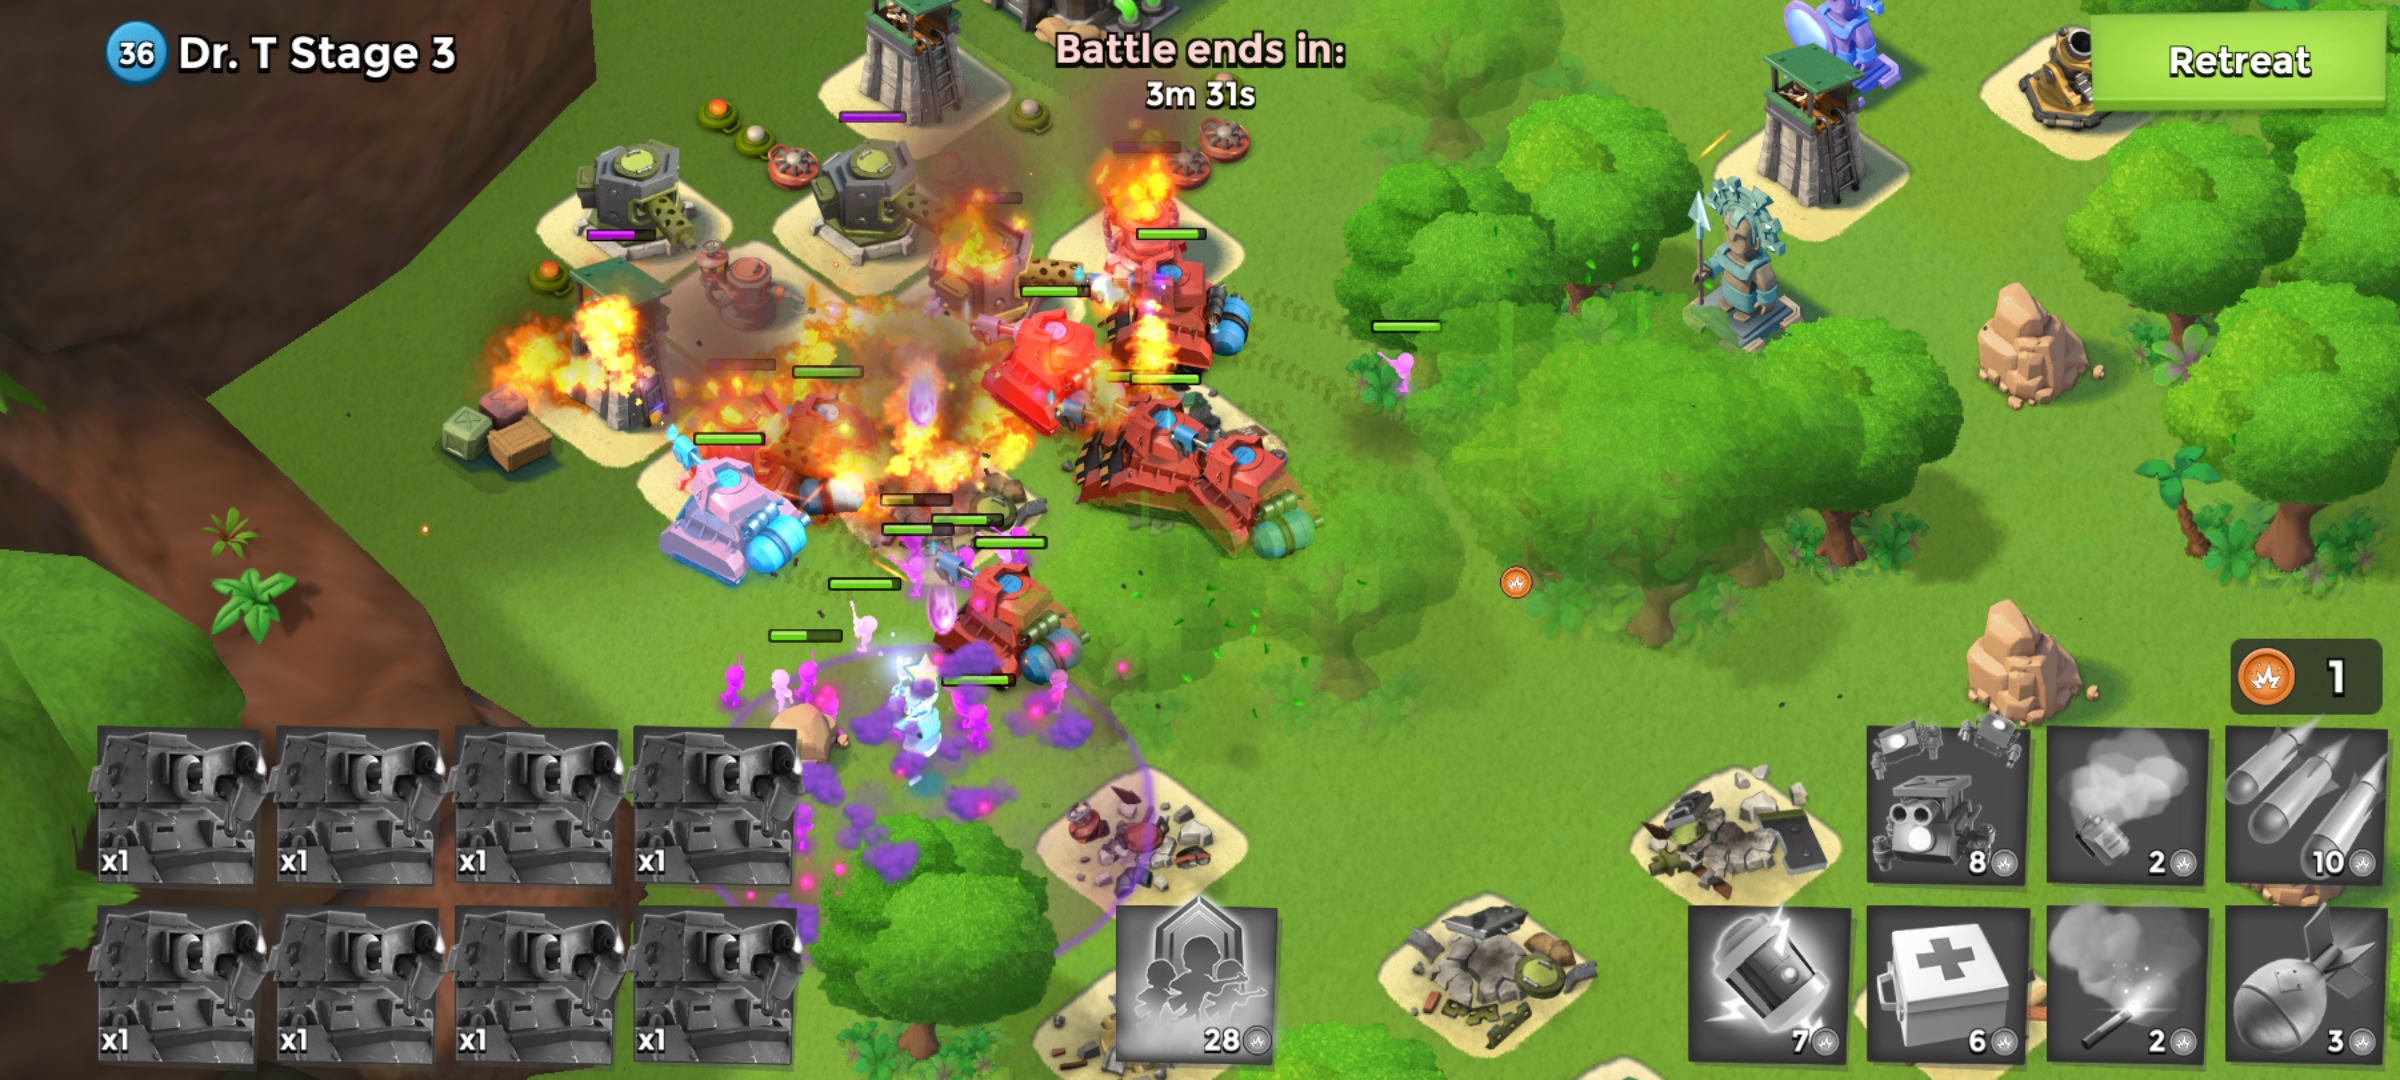 36 Dr. T Stage 3
Battle ends in:
3m 31s
Retreat
1
x1 x1 x1 x1
8 2 10
x1 x1 x1 x1
28 7 6 2 3